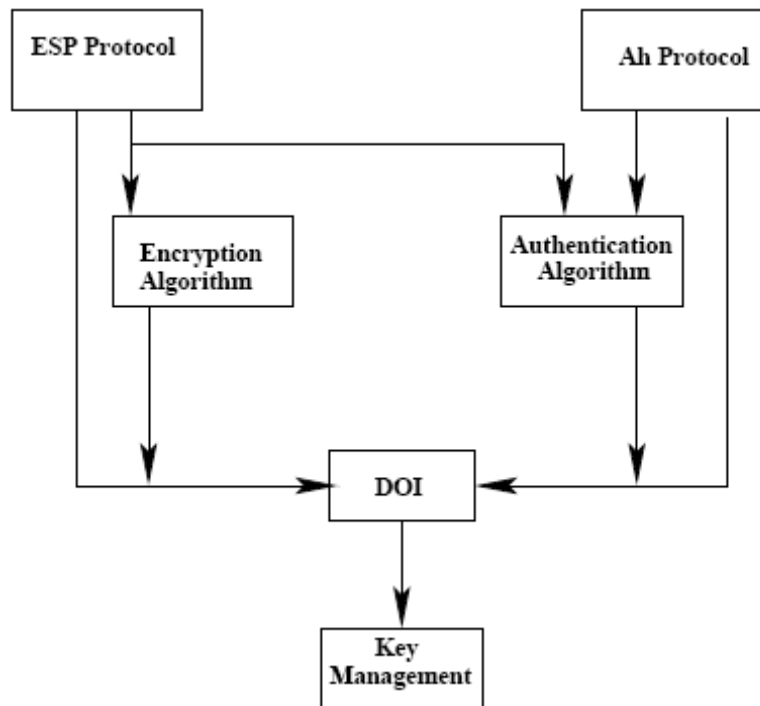 ESP Protocol
Ah Protocol
Encryption
Algorithm
Authentication
Algorithm
DOI
Key
Management